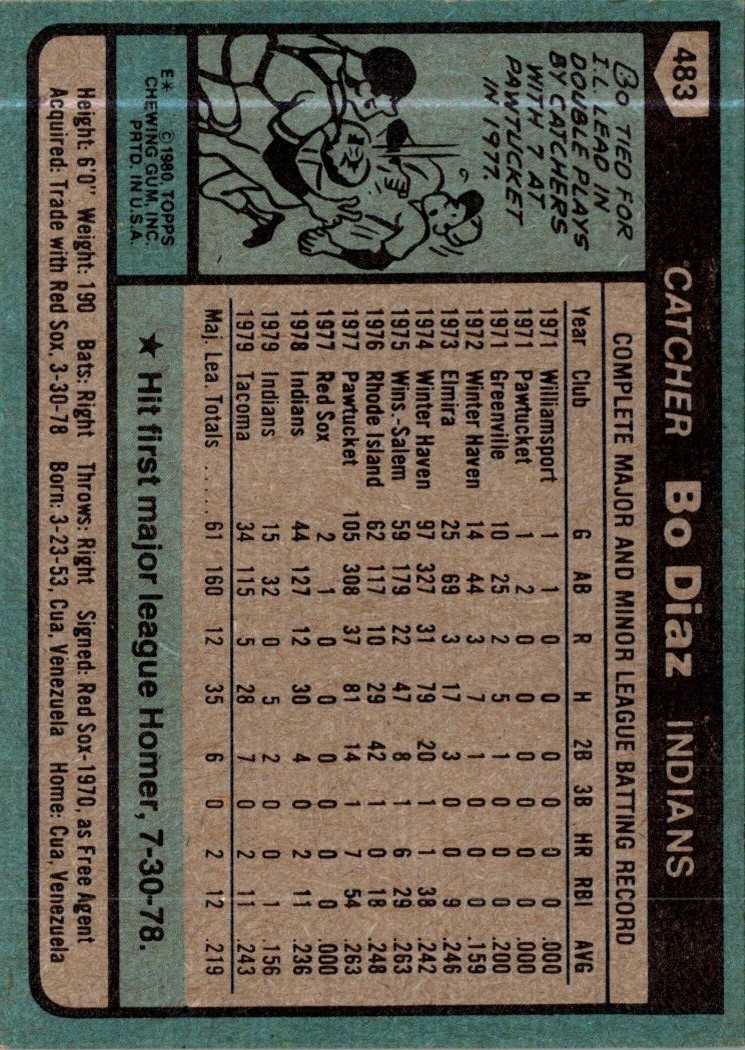 483
CATCHER Bo Diaz INDIANS
BO TIED FOR
I.L. LEAD IN
DOUBLE PLAYS
BY CATCHERS
WITH 7 AT
PAWTUCKET
IN 1977.
E* © 1980, TOPPS
CHEWING GUM, INC.
PRTD. IN U.S.A.
COMPLETE MAJOR AND MINOR LEAGUE BATTING RECORD
Year Club G AB R H 2B 3B HR RBI AVG
1971 Williamsport 1 1 0 0 0 0 0 0 .000
1971 Pawtucket 1 2 0 0 0 0 0 0 .000
1971 Greenville 10 25 2 5 1 0 0 0 .200
1972 Winter Haven 14 44 3 7 1 0 0 0 .159
1973 Elmira 25 69 3 17 3 0 0 9 .246
1974 Winter Haven 97 327 31 79 20 1 1 38 .242
1975 Wins.-Salem 59 179 22 47 8 1 6 29 .263
1976 Rhode Island 62 117 10 29 42 1 0 18 .248
1977 Pawtucket 105 308 37 81 14 1 7 54 .263
1977 Red Sox 2 1 0 0 0 0 0 0 .000
1978 Indians 44 127 12 30 4 0 2 11 .236
1979 Indians 15 32 0 5 2 0 0 1 .156
1979 Tacoma 34 115 5 28 7 0 2 11 .243
Maj. Lea. Totals ..... 61 160 12 35 6 0 2 12 .219
★ Hit first major league Homer, 7-30-78.
Height: 6'0" Weight: 190 Bats: Right Throws: Right Signed: Red Sox-1970, as Free Agent
Acquired: Trade with Red Sox, 3-30-78 Born: 3-23-53, Cua, Venezuela Home: Cua, Venezuela